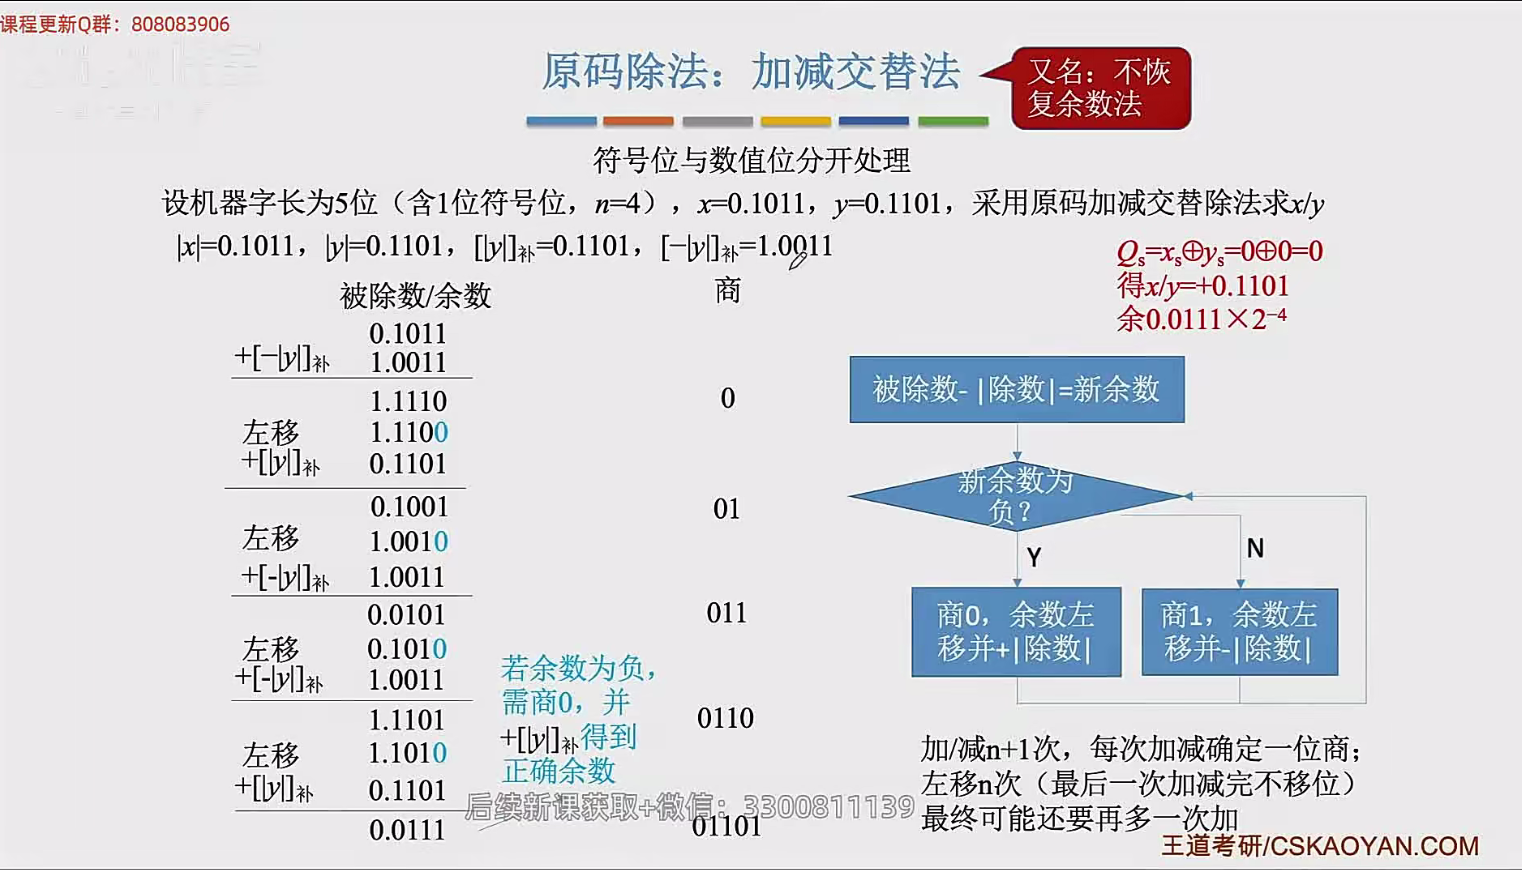 课程更新Q群：808083906
原码除法：加减交替法
又名：不恢
复余数法
符号位与数值位分开处理
设机器字长为5位（含1位符号位，n=4），x=0.1011，y=0.1101，采用原码加减交替除法求x/y
|x|=0.1011，|y|=0.1101，[|y|]补=0.1101，[−|y|]补=1.0011
Qs=xs⊕ys=0⊕0=0
得x/y=+0.1101
余0.0111×2⁻⁴
被除数/余数 商
0.1011
+[−|y|]补 1.0011
1.1110 0
左移 1.1100
+[|y|]补 0.1101
0.1001 01
左移 1.0010
+[-|y|]补 1.0011
0.0101 011
左移 0.1010
+[-|y|]补 1.0011
1.1101 0110
左移 1.1010
+[|y|]补 0.1101
0.0111 01101
若余数为负，
需商0，并
+[|y|]补得到
正确余数
被除数-|除数|=新余数
新余数为
负？
Y
N
商0，余数左
移并+|除数|
商1，余数左
移并-|除数|
加/减n+1次，每次加减确定一位商；
左移n次（最后一次加减完不移位）
最终可能还要再多一次加
后续新课获取+微信：3300811139
王道考研/CSKAOYAN.COM